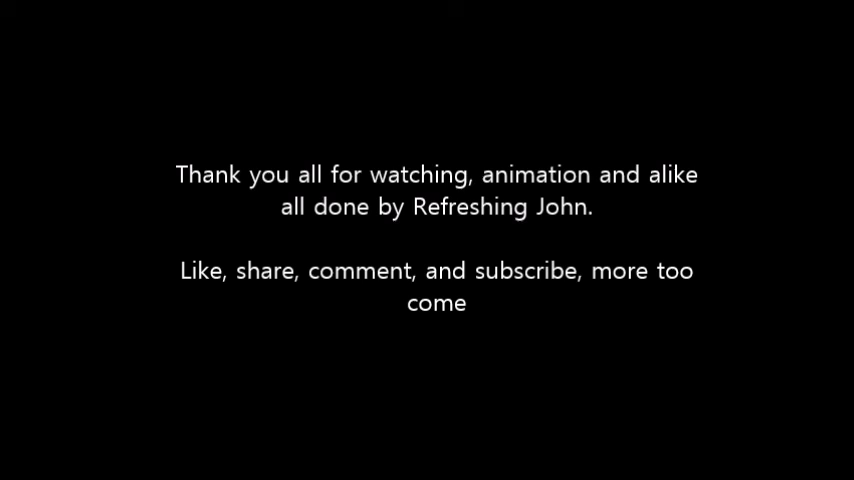 Thank you all for watching, animation and alike
all done by Refreshing John.
Like, share, comment, and subscribe, more too
come